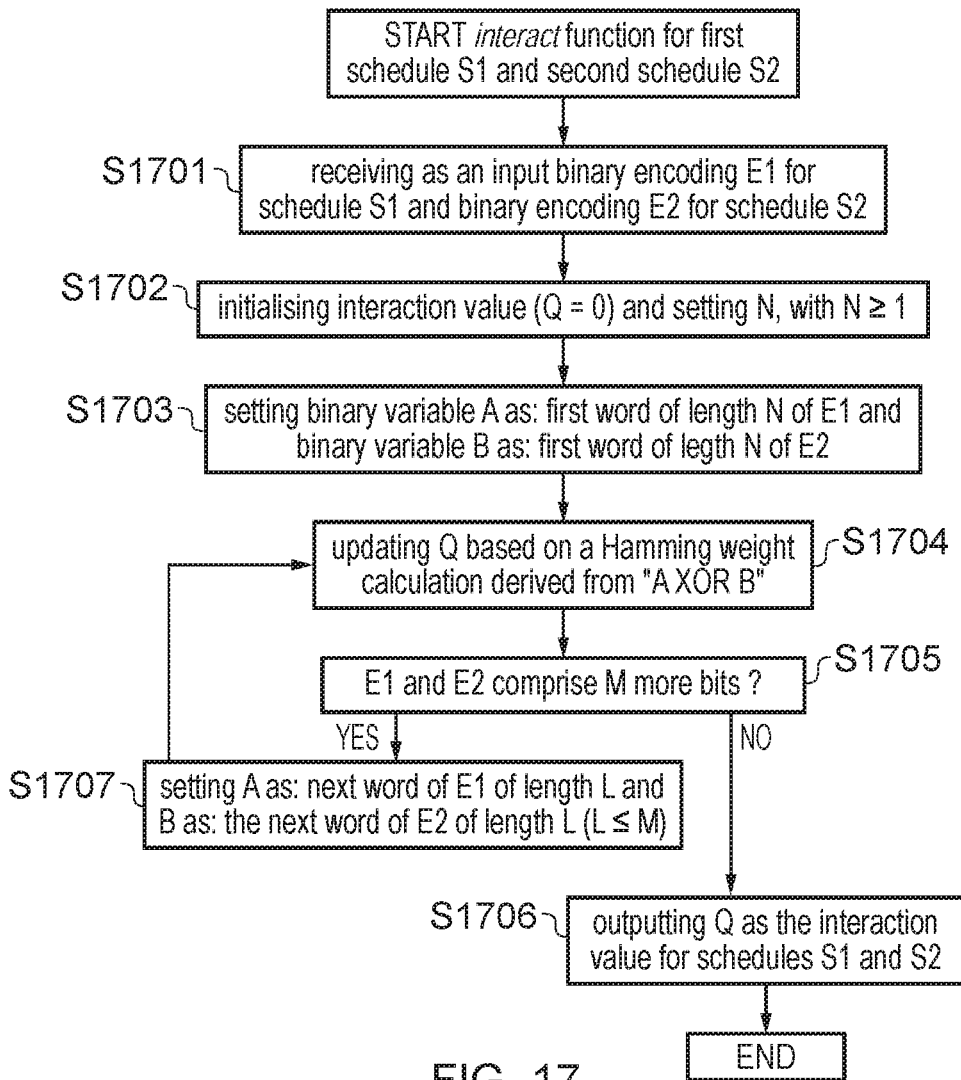 START interact function for first
schedule S1 and second schedule S2
S1701
receiving as an input binary encoding E1 for
schedule S1 and binary encoding E2 for schedule S2
S1702
initialising interaction value (Q = 0) and setting N, with N ≥ 1
S1703
setting binary variable A as: first word of length N of E1 and
binary variable B as: first word of legth N of E2
updating Q based on a Hamming weight
calculation derived from "A XOR B"
S1704
E1 and E2 comprise M more bits ?
S1705
YES
NO
S1707
setting A as: next word of E1 of length L and
B as: the next word of E2 of length L (L ≤ M)
S1706
outputting Q as the interaction
value for schedules S1 and S2
END
FIG. 17